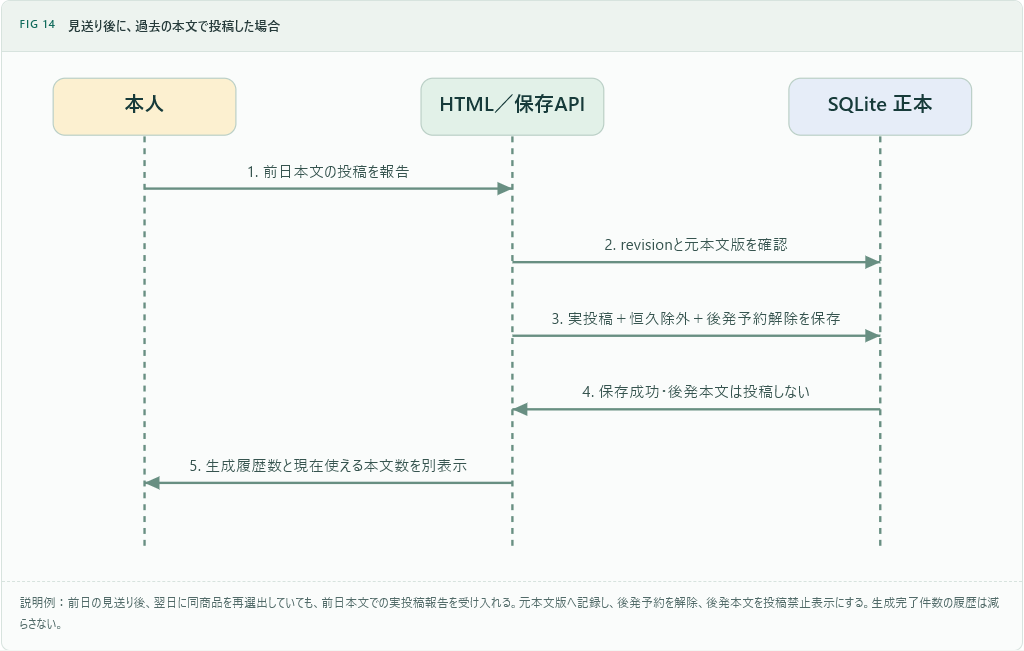 FIG 14 見送り後に、過去の本文で投稿した場合
本人
HTML／保存API
SQLite 正本
1. 前日本文の投稿を報告
2. revisionと元本文版を確認
3. 実投稿＋恒久除外＋後発予約解除を保存
4. 保存成功・後発本文は投稿しない
5. 生成履歴数と現在使える本文数を別表示
説明例：前日の見送り後、翌日に同商品を再選出していても、前日本文での実投稿報告を受け入れる。元本文版へ記録し、後発予約を解除、後発本文を投稿禁止表示にする。生成完了件数の履歴は減
らさない。